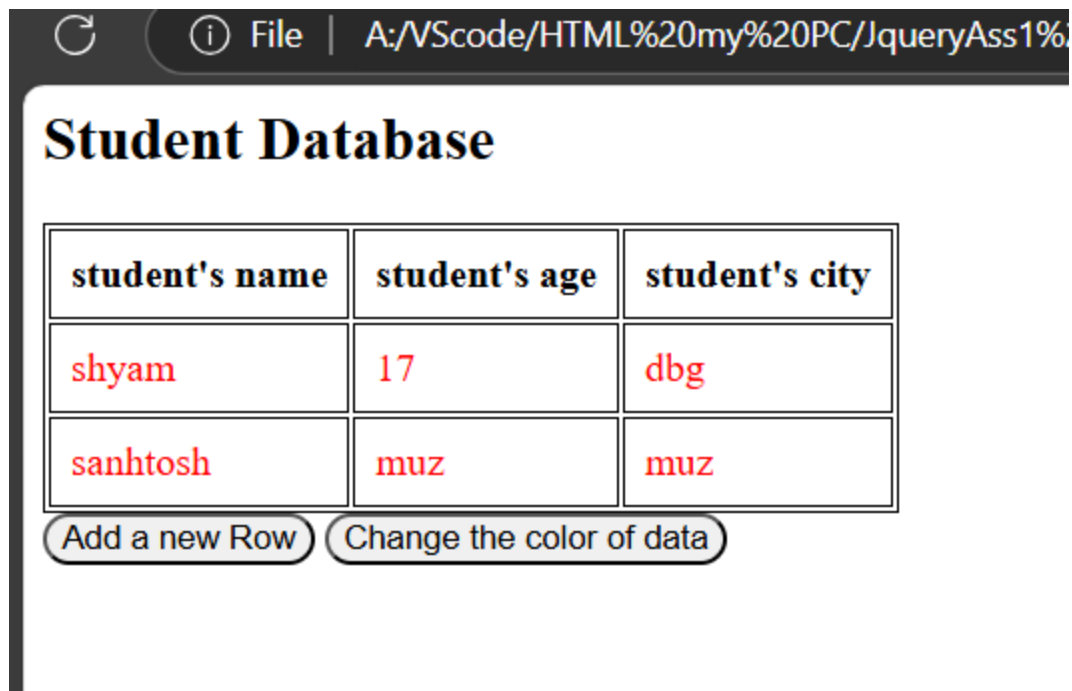 File | A:/VScode/HTML%20my%20PC/JqueryAss1%2
Student Database
student's name student's age student's city
shyam 17 dbg
sanhtosh muz muz
Add a new Row Change the color of data